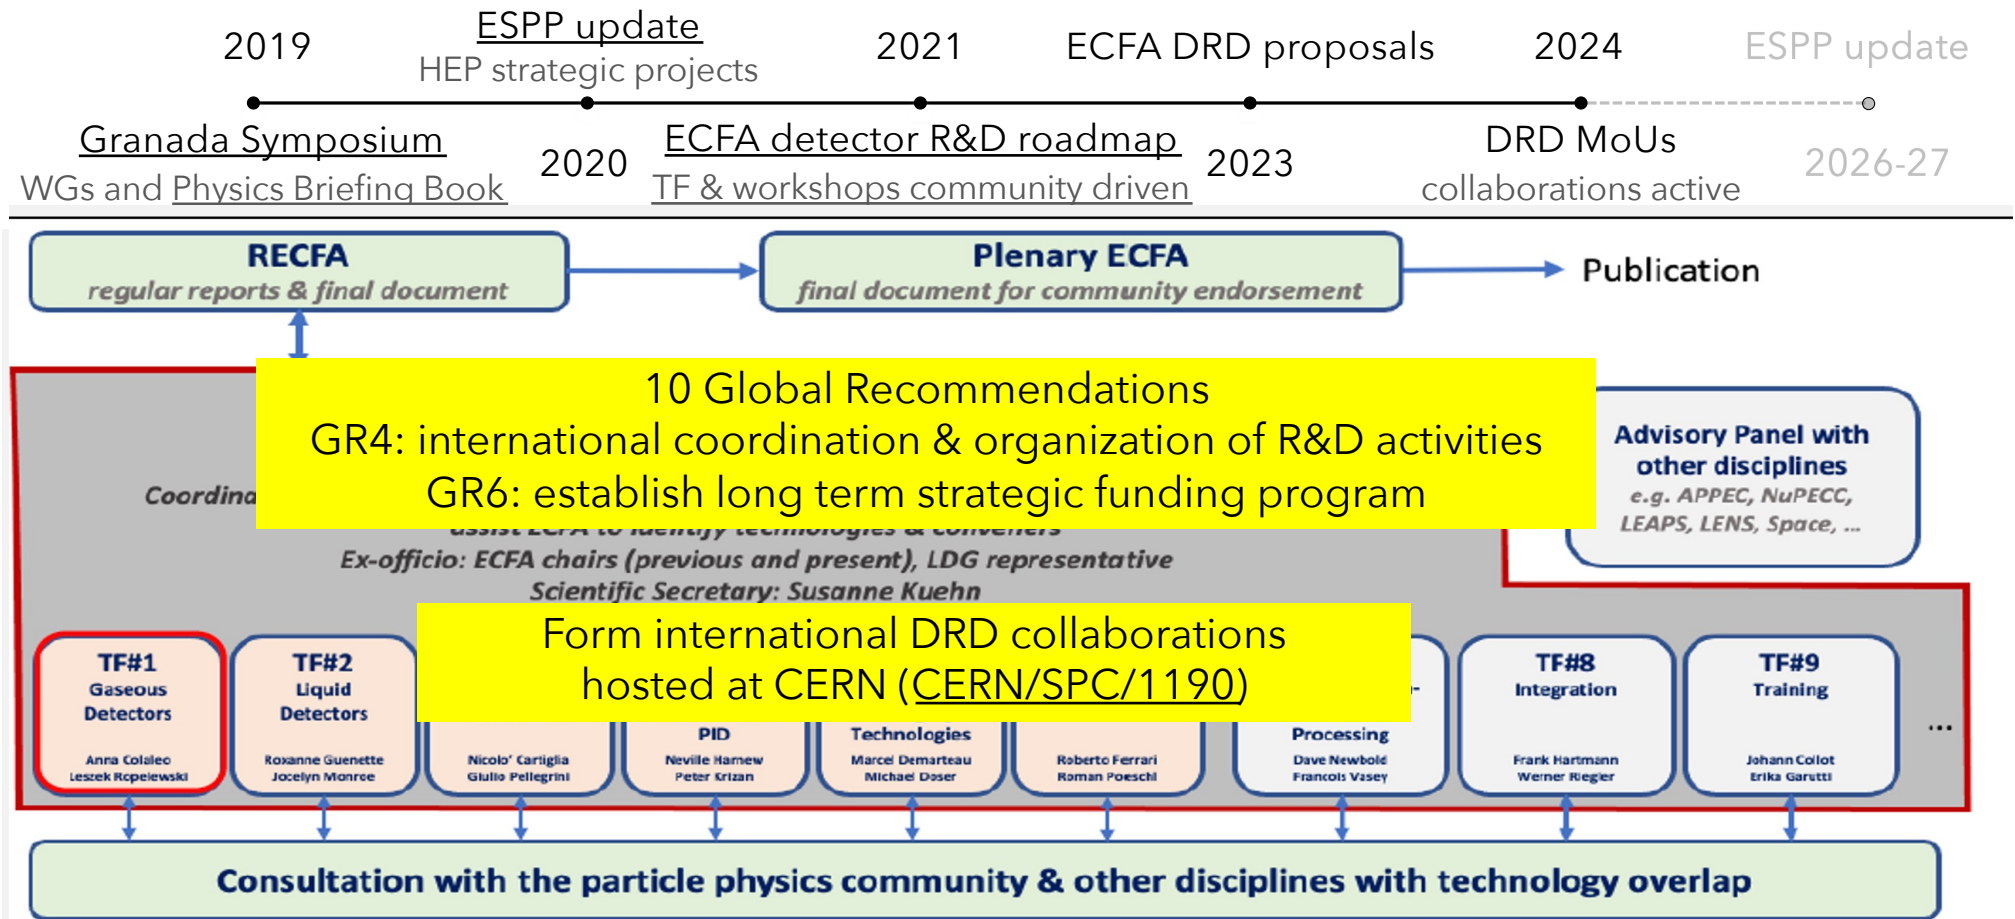 2019
ESPP update
HEP strategic projects
2021
ECFA DRD proposals
2024
ESPP update
Granada Symposium
WGs and Physics Briefing Book
2020
ECFA detector R&D roadmap
TF & workshops community driven
2023
DRD MoUs
collaborations active
2026-27
RECFA
regular reports & final document
Plenary ECFA
final document for community endorsement
Publication
10 Global Recommendations
GR4: international coordination & organization of R&D activities
GR6: establish long term strategic funding program
Advisory Panel with
other disciplines
e.g. APPEC, NuPECC,
LEAPS, LENS, Space, ...
Coordina
assist ECFA to identify technologies & conveners
Ex-officio: ECFA chairs (previous and present), LDG representative
Scientific Secretary: Susanne Kuehn
Form international DRD collaborations
hosted at CERN (CERN/SPC/1190)
TF#1
Gaseous
Detectors
Anna Colaleo
Leszek Ropelewski
TF#2
Liquid
Detectors
Roxanne Guenette
Jocelyn Monroe
Nicolo' Cartiglia
Giulio Pellegrini
PID
Neville Harnew
Peter Krizan
Technologies
Marcel Demarteau
Michael Doser
Roberto Ferrari
Roman Poeschl
-
Processing
Dave Newbold
Francois Vasey
TF#8
Integration
Frank Hartmann
Werner Riegler
TF#9
Training
Johann Collot
Erika Garutti
...
Consultation with the particle physics community & other disciplines with technology overlap